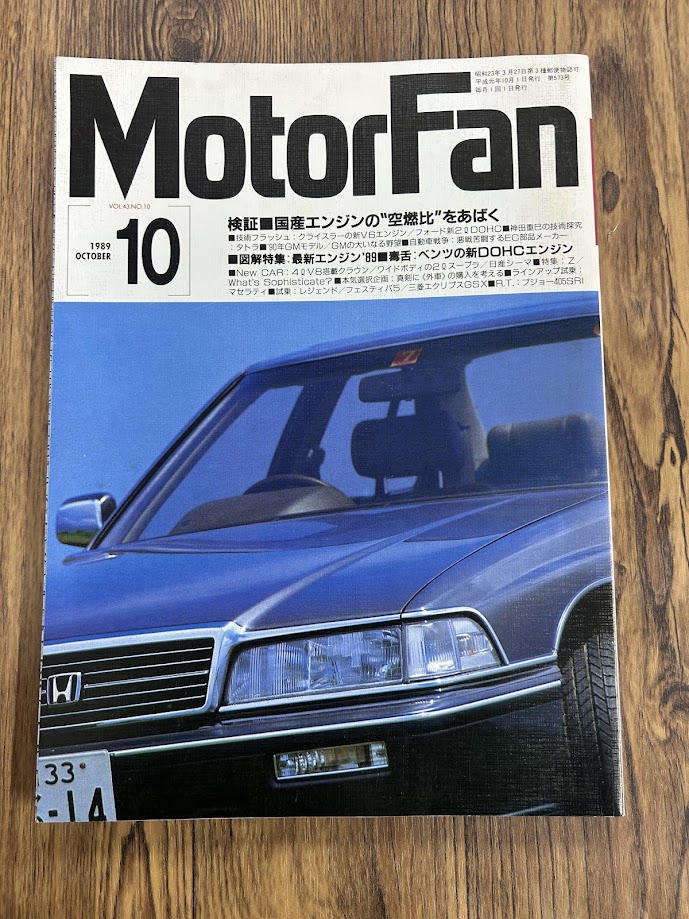 昭和23年3月27日第3種郵便物認可
平成元年10月1日発行 第573号
毎月1回1日発行
MotorFan
VOL.43.NO.10
1989
OCTOBER
10
検証■国産エンジンの“空燃比”をあばく
■技術フラッシュ:クライスラーの新V6エンジン/フォード新2ℓDOHC■神田重巳の技術探究
:タトラ■'90年GMモデル/GMの大いなる野望■自動車戦争:悪戦苦闘するEC部品メーカー
■図解特集:最新エンジン'89■毒舌:ベンツの新DOHCエンジン
■New CAR:4ℓV8搭載クラウン/ワイドボディの2ℓスープラ/日産シーマ■特集:Z/
What's Sophisticate?■本気選択企画:真剣に《外車》の購入を考える■ラインアップ試乗:
マセラティ■試乗:レジェンド/フェスティバ5/三菱エクリプスGSX■R.T.:プジョー405SRI
33
-14